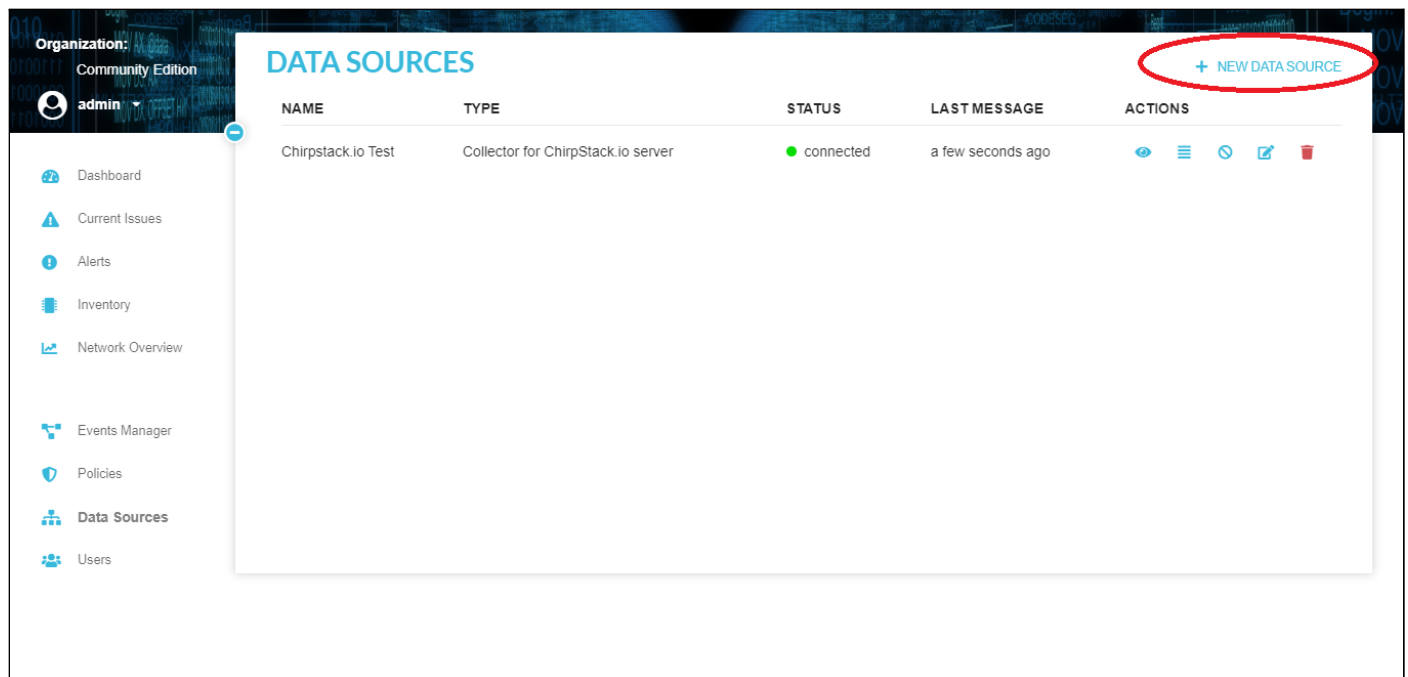 Organization:
Community Edition
admin
DATA SOURCES
+ NEW DATA SOURCE
NAME TYPE STATUS LAST MESSAGE ACTIONS
Chirpstack.io Test Collector for ChirpStack.io server connected a few seconds ago
Dashboard
Current Issues
Alerts
Inventory
Network Overview
Events Manager
Policies
Data Sources
Users